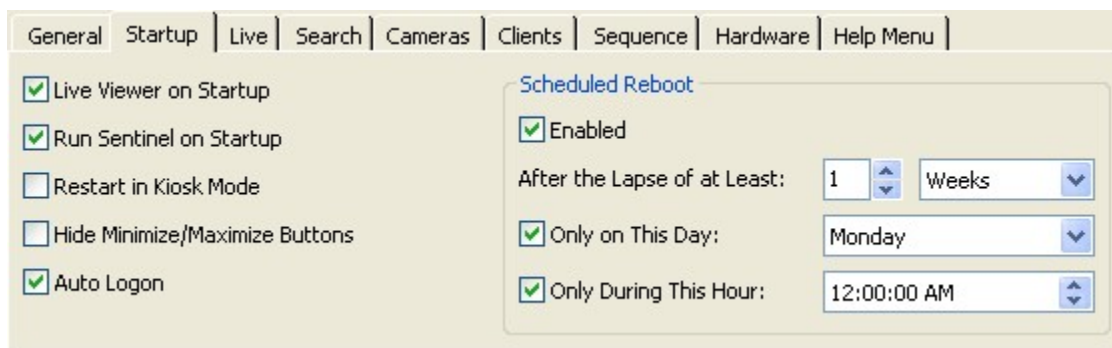 General Startup Live Search Cameras Clients Sequence Hardware Help Menu
Live Viewer on Startup
Run Sentinel on Startup
Restart in Kiosk Mode
Hide Minimize/Maximize Buttons
Auto Logon
Scheduled Reboot
Enabled
After the Lapse of at Least: 1 Weeks
Only on This Day: Monday
Only During This Hour: 12:00:00 AM